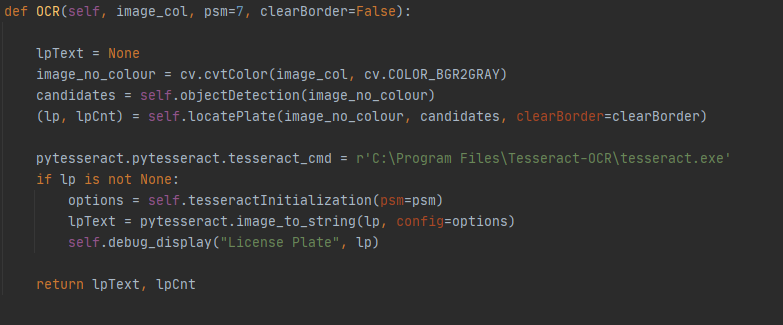 def OCR(self, image_col, psm=7, clearBorder=False):
lpText = None
image_no_colour = cv.cvtColor(image_col, cv.COLOR_BGR2GRAY)
candidates = self.objectDetection(image_no_colour)
(lp, lpCnt) = self.locatePlate(image_no_colour, candidates, clearBorder=clearBorder)
pytesseract.pytesseract.tesseract_cmd = r'C:\Program Files\Tesseract-OCR\tesseract.exe'
if lp is not None:
options = self.tesseractInitialization(psm=psm)
lpText = pytesseract.image_to_string(lp, config=options)
self.debug_display("License Plate", lp)
return lpText, lpCnt